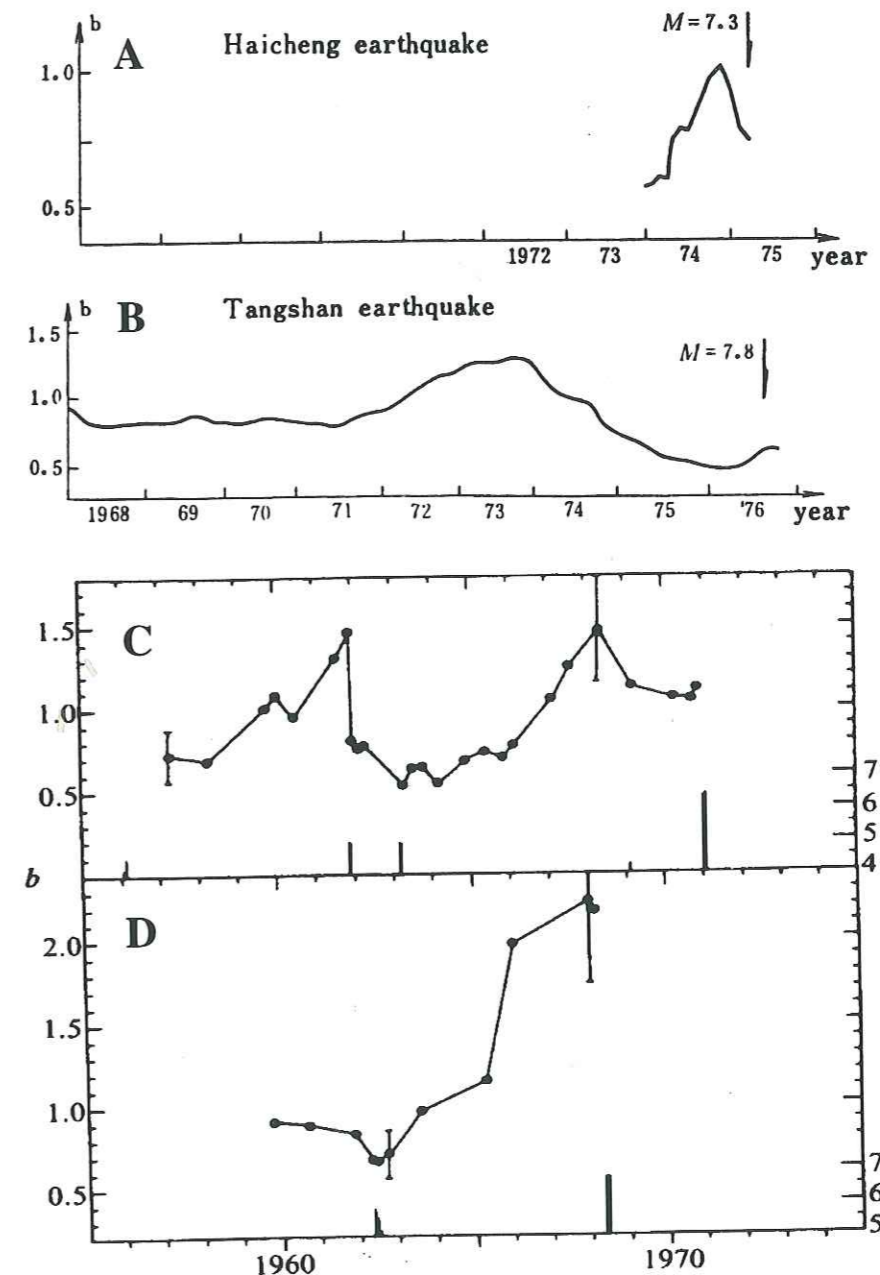 b
A Haicheng earthquake M=7.3
1.0
0.5
1972 73 74 75 year
b
B Tangshan earthquake
1.5
M=7.8
1.0
0.5
1968 69 70 71 72 73 74 75 '76 year
C
1.5
1.0
0.5
7
6
5
4
b
D
2.0
1.5
1.0
0.5
7
6
5
1960 1970